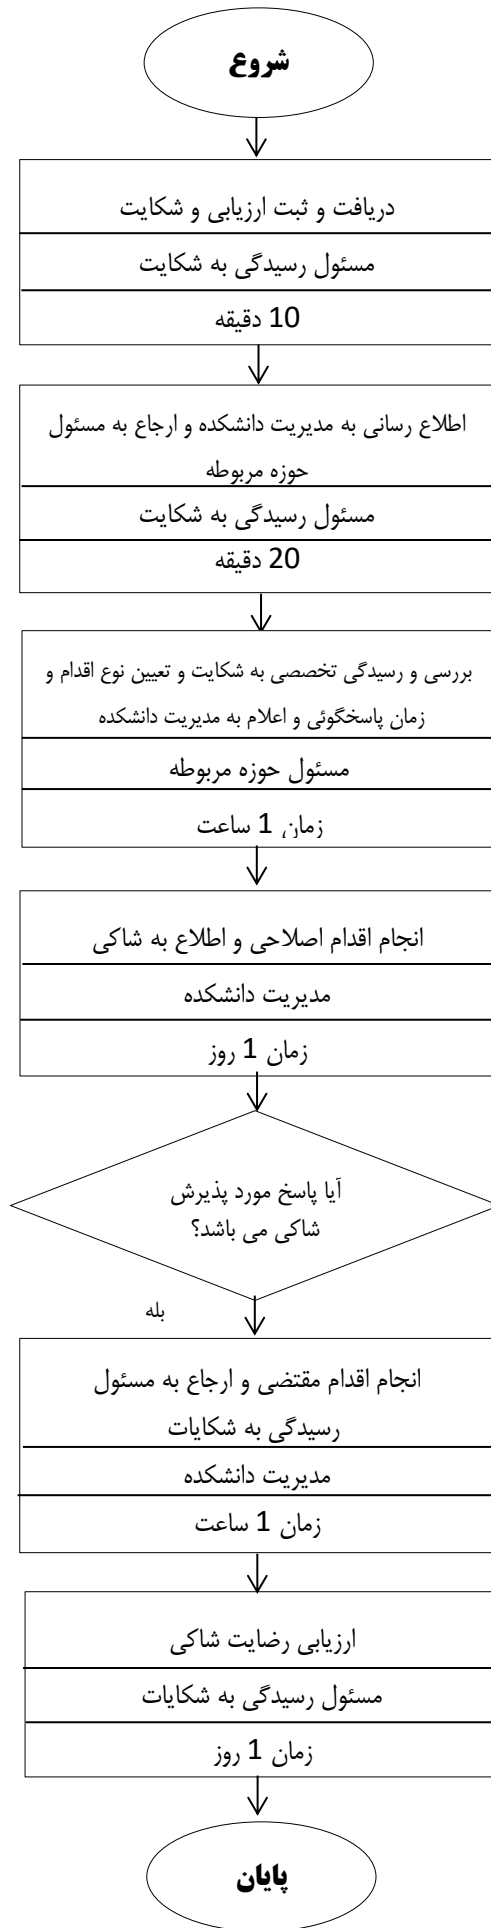 شروع
دریافت و ثبت ارزیابی و شکایت
مسئول رسیدگی به شکایت
10 دقیقه
اطلاع رسانی به مدیریت دانشکده و ارجاع به مسئول
حوزه مربوطه
مسئول رسیدگی به شکایت
20 دقیقه
بررسی و رسیدگی تخصصی به شکایت و تعیین نوع اقدام و
زمان پاسخگوئی و اعلام به مدیریت دانشکده
مسئول حوزه مربوطه
زمان 1 ساعت
انجام اقدام اصلاحی و اطلاع به شاکی
مدیریت دانشکده
زمان 1 روز
آیا پاسخ مورد پذیرش
شاکی می باشد؟
بله
انجام اقدام مقتضی و ارجاع به مسئول
رسیدگی به شکایات
مدیریت دانشکده
زمان 1 ساعت
ارزیابی رضایت شاکی
مسئول رسیدگی به شکایات
زمان 1 روز
پایان